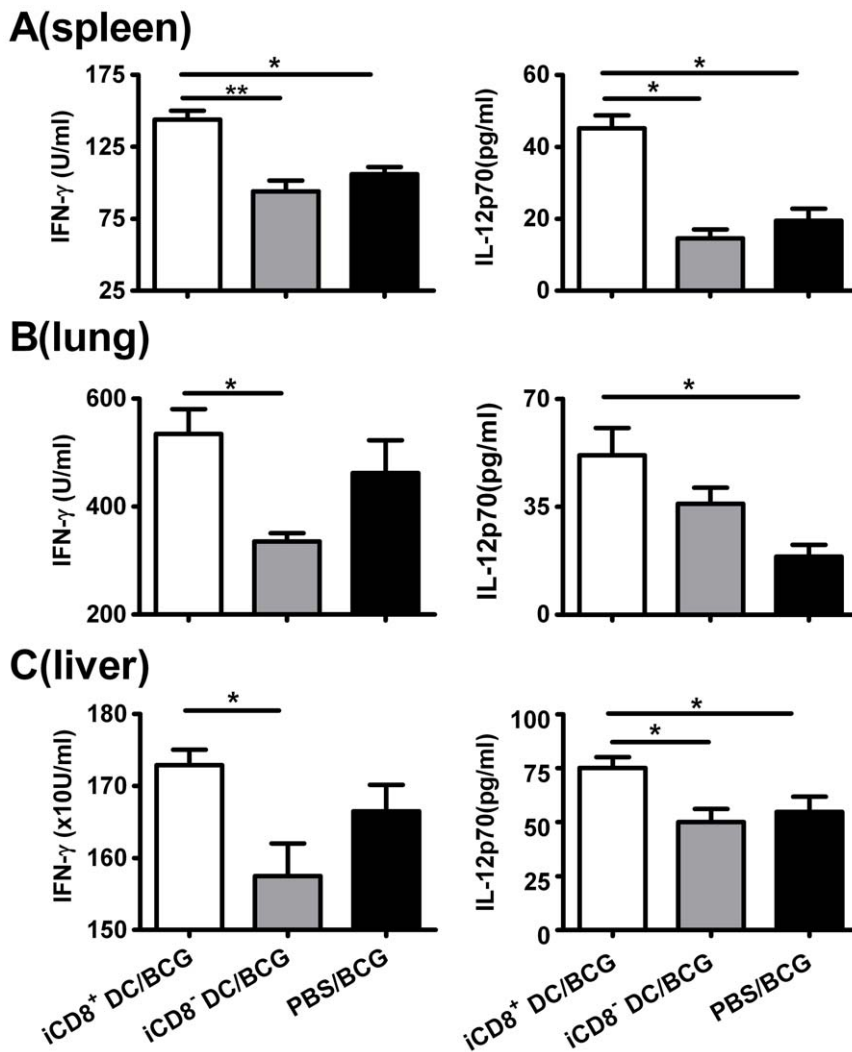 A(spleen)
IFN-γ (U/ml)
175
125
75
25
*
**
IL-12p70(pg/ml)
60
40
20
0
*
*
B(lung)
IFN-γ (U/ml)
600
400
200
*
IL-12p70(pg/ml)
70
35
0
*
C(liver)
IFN-γ (x10U/ml)
180
170
160
150
*
IL-12p70(pg/ml)
100
75
50
25
0
*
*
iCD8⁺ DC/BCG
iCD8⁻ DC/BCG
PBS/BCG
iCD8⁺ DC/BCG
iCD8⁻ DC/BCG
PBS/BCG